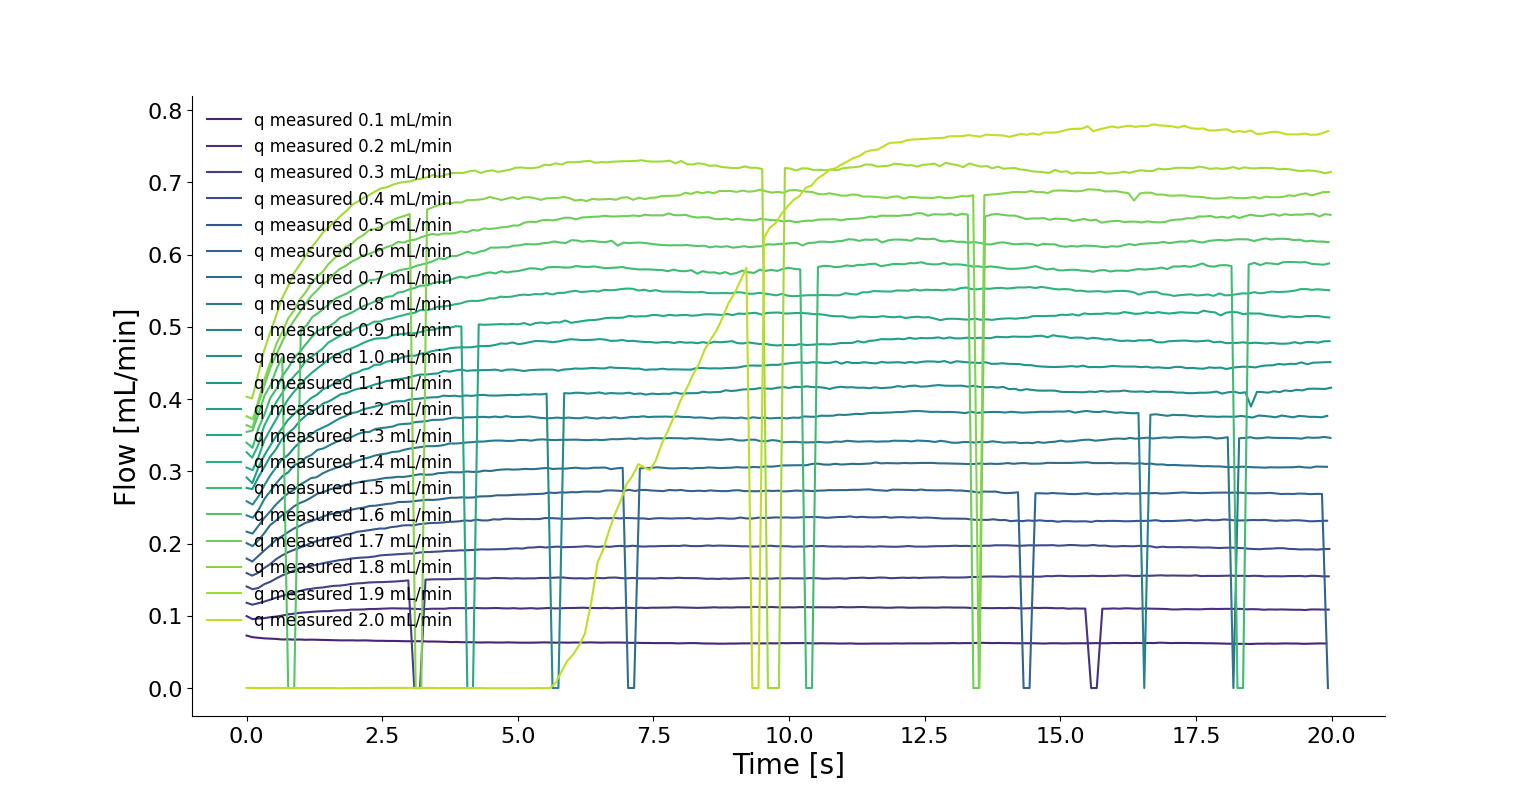 0.8
0.7
0.6
0.5
0.4
0.3
0.2
0.1
0.0
Flow [mL/min]
q measured 0.1 mL/min
q measured 0.2 mL/min
q measured 0.3 mL/min
q measured 0.4 mL/min
q measured 0.5 mL/min
q measured 0.6 mL/min
q measured 0.7 mL/min
q measured 0.8 mL/min
q measured 0.9 mL/min
q measured 1.0 mL/min
q measured 1.1 mL/min
q measured 1.2 mL/min
q measured 1.3 mL/min
q measured 1.4 mL/min
q measured 1.5 mL/min
q measured 1.6 mL/min
q measured 1.7 mL/min
q measured 1.8 mL/min
q measured 1.9 mL/min
q measured 2.0 mL/min
0.0 2.5 5.0 7.5 10.0 12.5 15.0 17.5 20.0
Time [s]